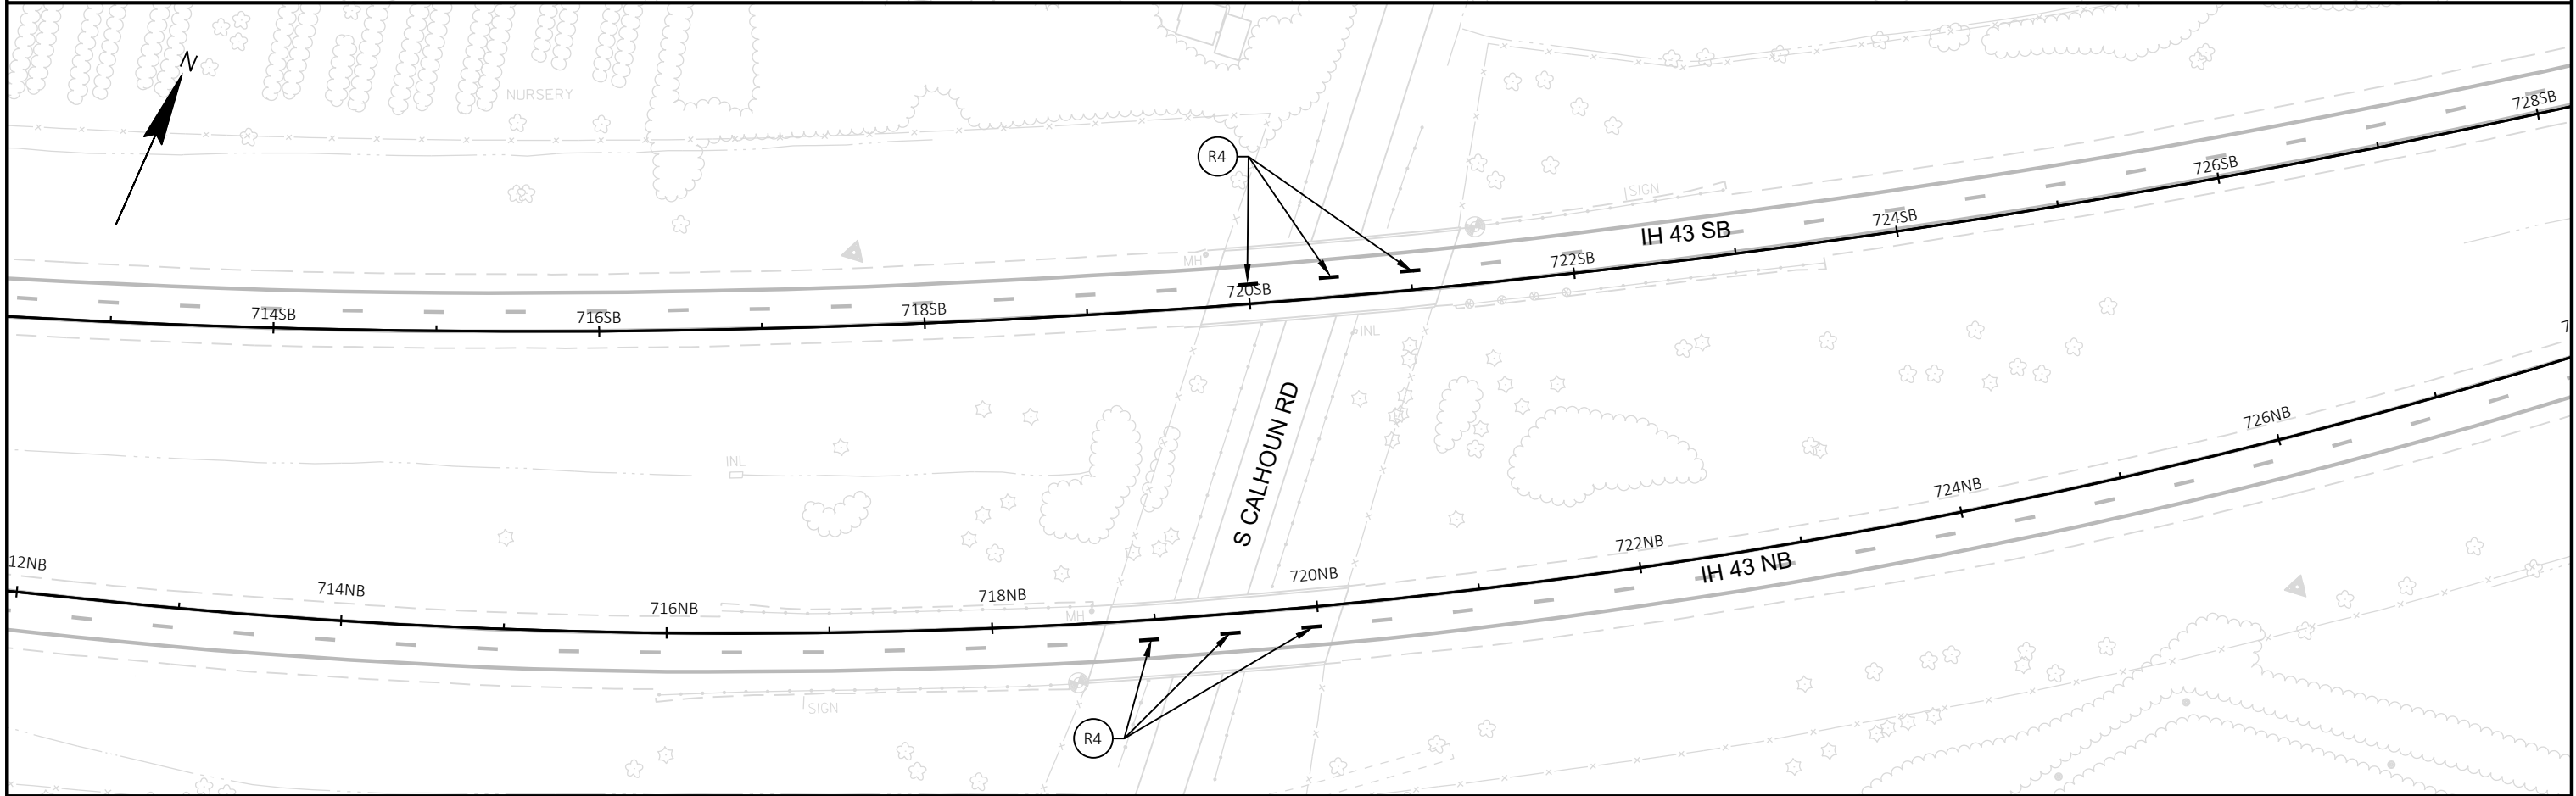 N
NURSERY
728SB
R4
726SB
SIGN
724SB
IH 43 SB
MH
722SB
720SB
718SB
714SB
716SB
INL
S CALHOUN RD
INL
726NB
724NB
722NB
12NB
IH 43 NB
720NB
714NB
718NB
716NB
MH
SIGN
R4